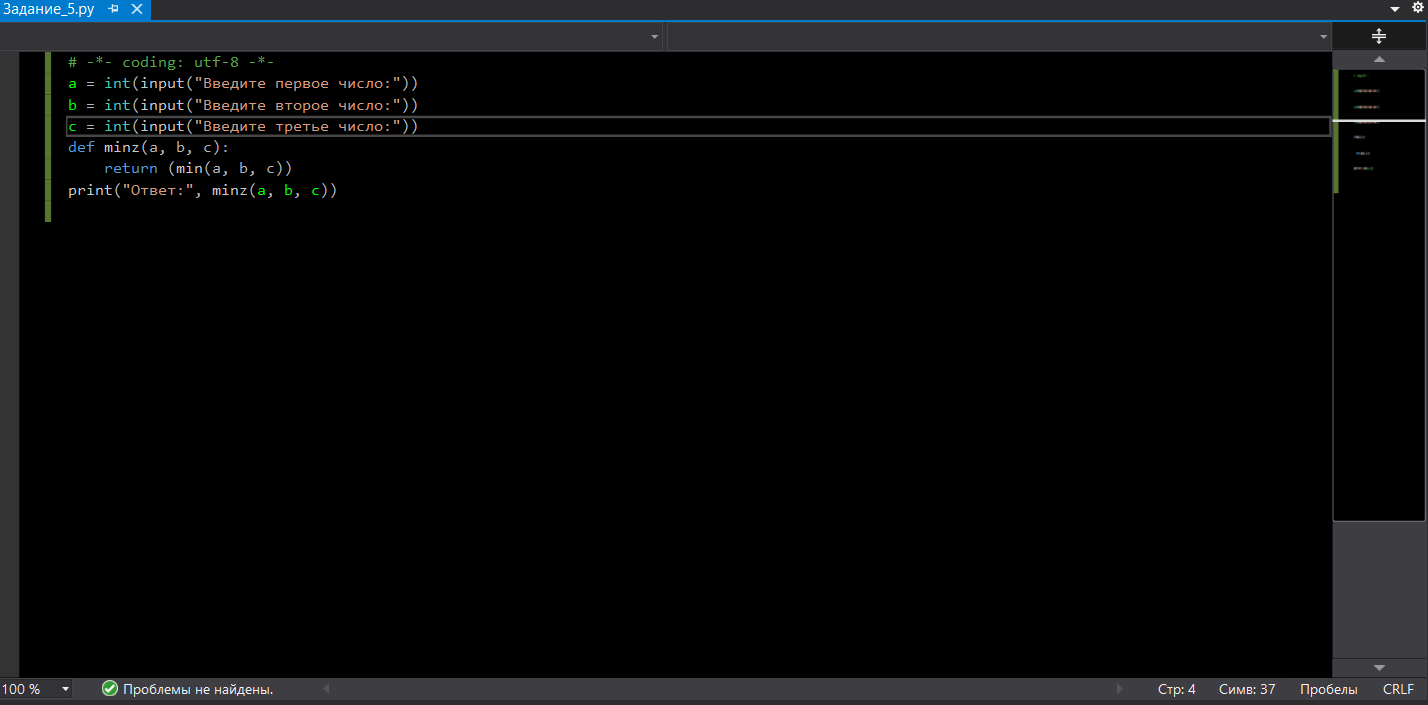 Задание_5.py
# -*- coding: utf-8 -*-
a = int(input("Введите первое число:"))
b = int(input("Введите второе число:"))
c = int(input("Введите третье число:"))
def minz(a, b, c):
    return (min(a, b, c))
print("Ответ:", minz(a, b, c))
100 % Проблемы не найдены. Стр: 4 Симв: 37 Пробелы CRLF